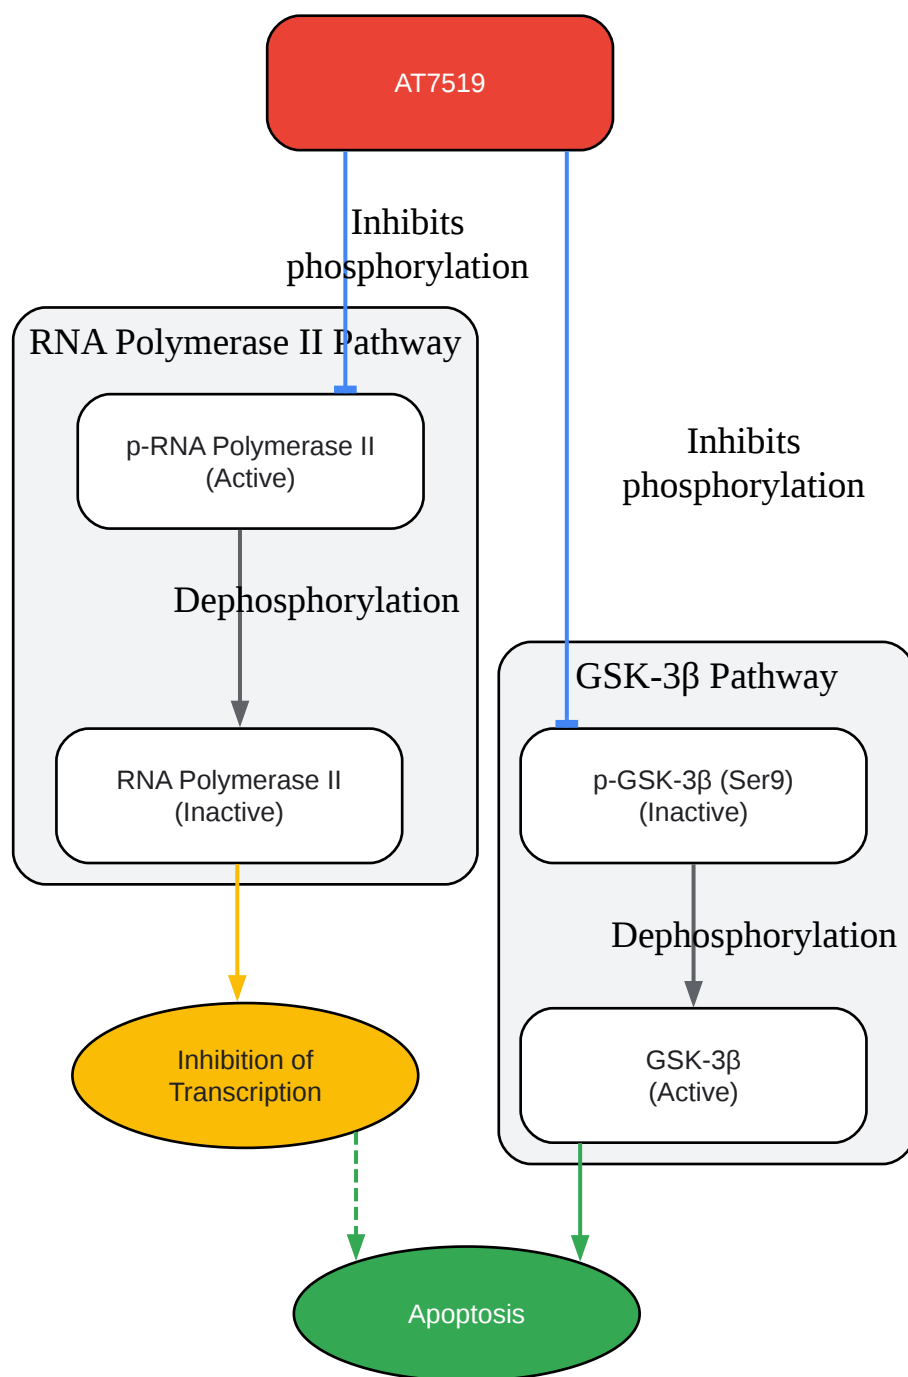 AT7519
Inhibits
phosphorylation
RNA Polymerase II Pathway
p-RNA Polymerase II
(Active)
Inhibits
phosphorylation
Dephosphorylation
GSK-3β Pathway
RNA Polymerase II
(Inactive)
p-GSK-3β (Ser9)
(Inactive)
Dephosphorylation
Inhibition of
Transcription
GSK-3β
(Active)
Apoptosis